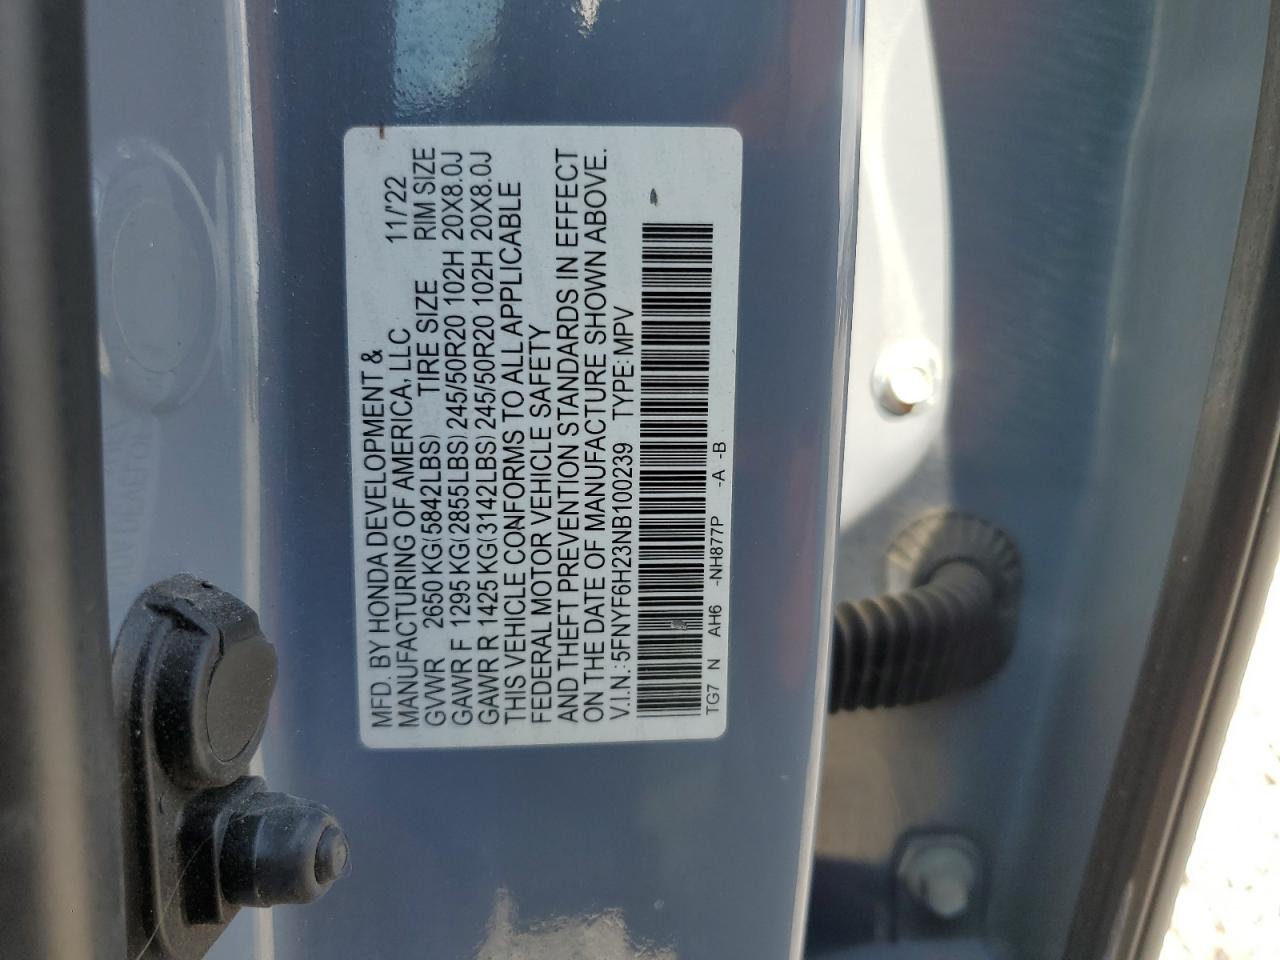 MFD. BY HONDA DEVELOPMENT &
MANUFACTURING OF AMERICA, LLC 11/'22
GVWR 2650 KG(5842LBS) TIRE SIZE RIM SIZE
GAWR F 1295 KG(2855LBS) 245/50R20 102H 20X8.0J
GAWR R 1425 KG(3142LBS) 245/50R20 102H 20X8.0J
THIS VEHICLE CONFORMS TO ALL APPLICABLE
FEDERAL MOTOR VEHICLE SAFETY
AND THEFT PREVENTION STANDARDS IN EFFECT
ON THE DATE OF MANUFACTURE SHOWN ABOVE.
V.I.N.: 5FNYF6H23NB100239 TYPE: MPV
TG7 N AH6 -NH877P -A -B